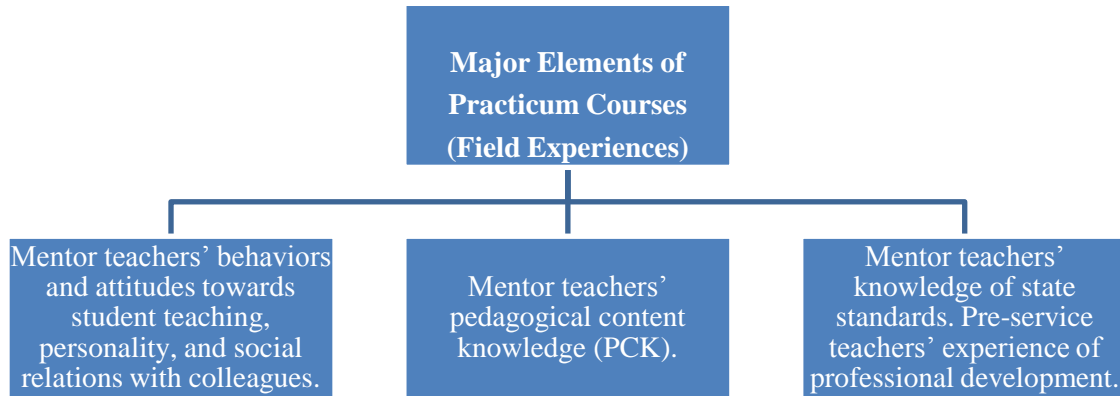 Major Elements of
Practicum Courses
(Field Experiences)
Mentor teachers’ behaviors
and attitudes towards
student teaching,
personality, and social
relations with colleagues.
Mentor teachers’
pedagogical content
knowledge (PCK).
Mentor teachers’
knowledge of state
standards. Pre-service
teachers’ experience of
professional development.